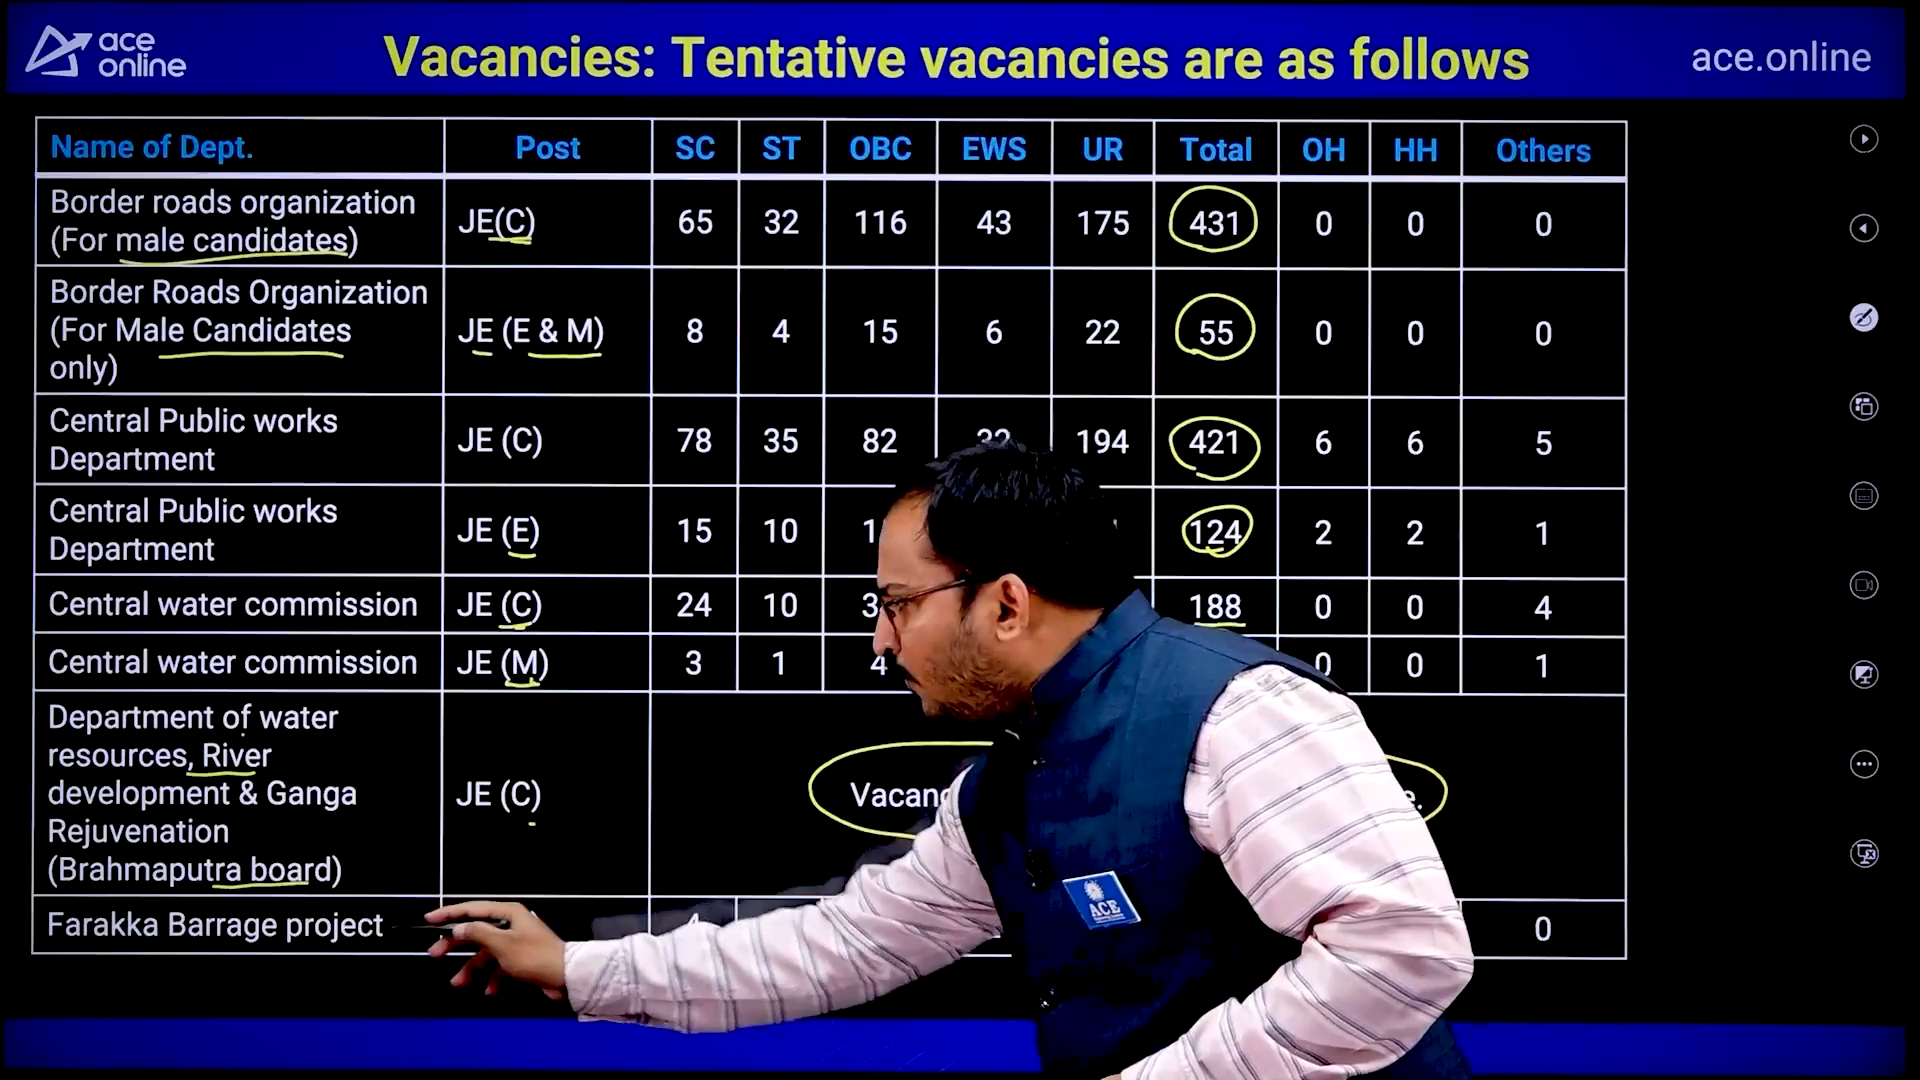 ace
online
Vacancies: Tentative vacancies are as follows
ace.online
Name of Dept. Post SC ST OBC EWS UR Total OH HH Others
Border roads organization
(For male candidates)
JE(C) 65 32 116 43 175 431 0 0 0
Border Roads Organization
(For Male Candidates
only)
JE (E & M) 8 4 15 6 22 55 0 0 0
Central Public works
Department
JE (C) 78 35 82 32 194 421 6 6 5
Central Public works
Department
JE (E) 15 10 124 2 2 1
Central water commission JE (C) 24 10 188 0 0 4
Central water commission JE (M) 3 1 4 0 0 1
Department of water
resources, River
development & Ganga
Rejuvenation
(Brahmaputra board)
JE (C)
Farakka Barrage project 0
ACE